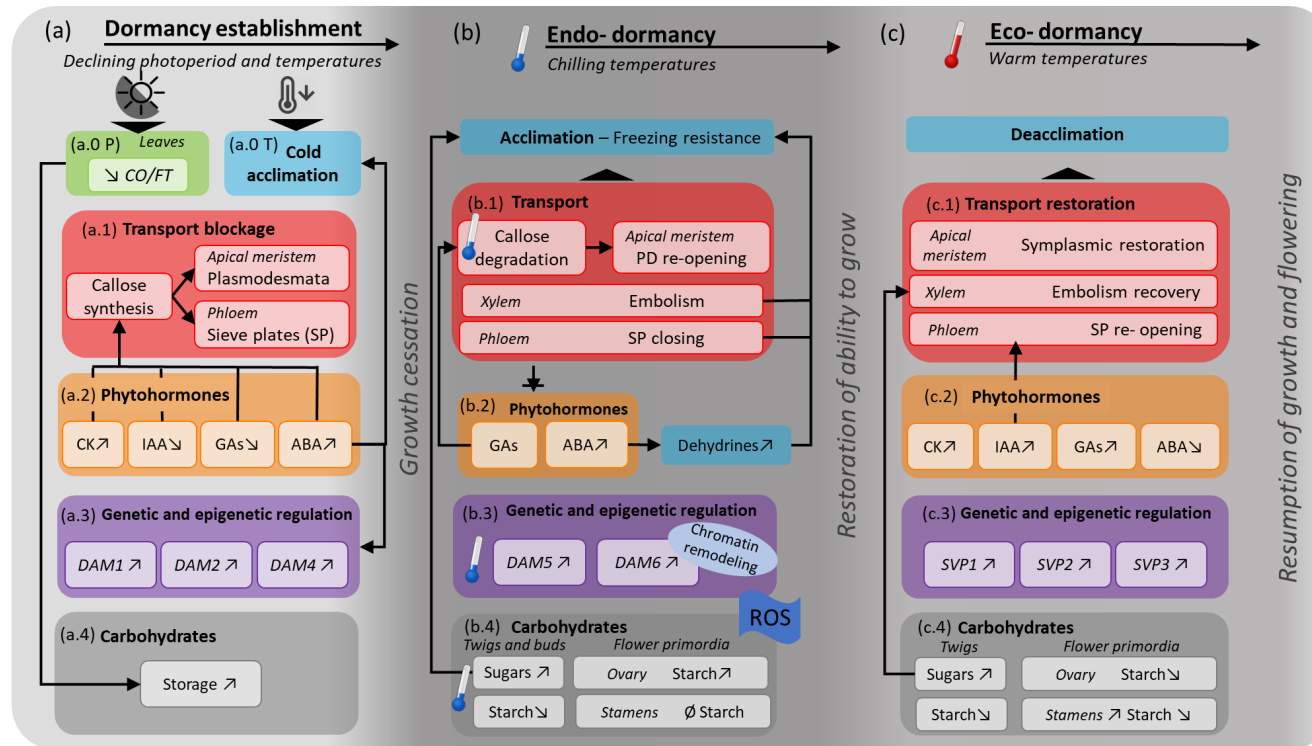 (a) Dormancy establishment
Declining photoperiod and temperatures
(a.0 P) Leaves
↘ CO/FT
(a.0 T) Cold
acclimation
(a.1) Transport blockage
Callose
synthesis
Apical meristem
Plasmodesmata
Phloem
Sieve plates (SP)
(a.2) Phytohormones
CK↗ IAA↘ GAs↘ ABA↗
(a.3) Genetic and epigenetic regulation
DAM1 ↗ DAM2 ↗ DAM4 ↗
(a.4) Carbohydrates
Storage ↗
Growth cessation
(b) Endo- dormancy
Chilling temperatures
Acclimation – Freezing resistance
(b.1) Transport
Callose
degradation
Apical meristem
PD re-opening
Xylem Embolism
Phloem SP closing
(b.2) Phytohormones
GAs ABA↗ Dehydrines↗
(b.3) Genetic and epigenetic regulation
DAM5 ↗ DAM6 ↗
Chromatin
remodeling
ROS
(b.4) Carbohydrates
Twigs and buds Flower primordia
Sugars ↗ Ovary Starch↗
Starch↘ Stamens Ø Starch
Restoration of ability to grow
(c) Eco- dormancy
Warm temperatures
Deacclimation
(c.1) Transport restoration
Apical
meristem
Symplasmic restoration
Xylem Embolism recovery
Phloem SP re- opening
(c.2) Phytohormones
CK↗ IAA↗ GAs↗ ABA↘
(c.3) Genetic and epigenetic regulation
SVP1 ↗ SVP2 ↗ SVP3 ↗
(c.4) Carbohydrates
Twigs Flower primordia
Sugars ↗ Ovary Starch↘
Starch↘ Stamens ↗ Starch ↘
Resumption of growth and flowering